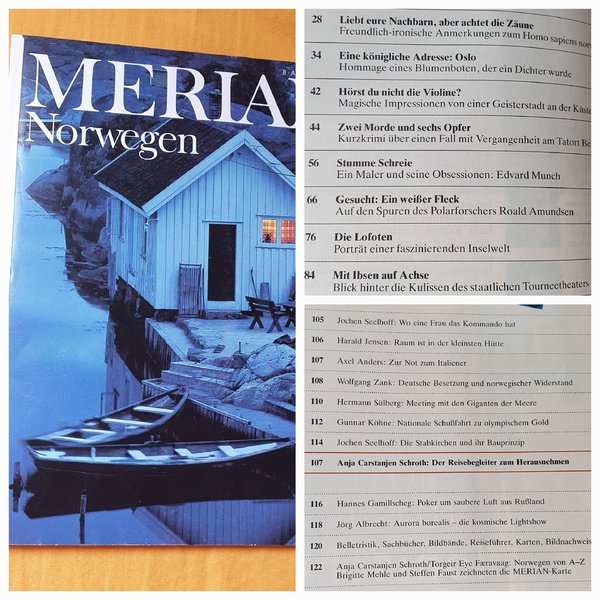 8·A
MERIA
Norwegen
28 Liebt eure Nachbarn, aber achtet die Zäune
Freundlich-ironische Anmerkungen zum Homo sapiens nor
34 Eine königliche Adresse: Oslo
Hommage eines Blumenboten, der ein Dichter wurde
42 Hörst du nicht die Violine?
Magische Impressionen von einer Geisterstadt an der Küste
44 Zwei Morde und sechs Opfer
Kurzkrimi über einen Fall mit Vergangenheit am Tatort Be
56 Stumme Schreie
Ein Maler und seine Obsessionen: Edvard Munch
66 Gesucht: Ein weißer Fleck
Auf den Spuren des Polarforschers Roald Amundsen
76 Die Lofoten
Porträt einer faszinierenden Inselwelt
84 Mit Ibsen auf Achse
Blick hinter die Kulissen des staatlichen Tourneetheaters
105 Jochen Seelhoff: Wo eine Frau das Kommando hat
106 Harald Jensen: Raum ist in der kleinsten Hütte
107 Axel Anders: Zur Not zum Italiener
108 Wolfgang Zank: Deutsche Besetzung und norwegischer Widerstand
110 Hermann Sülberg: Meeting mit den Giganten der Meere
112 Gunnar Köhne: Nationale Schußfahrt zu olympischem Gold
114 Jochen Seelhoff: Die Stabkirchen und ihr Bauprinzip
107 Anja Carstanjen Schroth: Der Reisebegleiter zum Herausnehmen
116 Hannes Gamillscheg: Poker um saubere Luft aus Rußland
118 Jörg Albrecht: Aurora borealis – die kosmische Lightshow
120 Belletristik, Sachbücher, Bildbände, Reiseführer, Karten, Bildnachweis
122 Anja Carstanjen Schroth/Torgeir Eye Færavaag: Norwegen von A–Z
Brigitte Mehle und Steffen Faust zeichneten die MERIAN-Karte